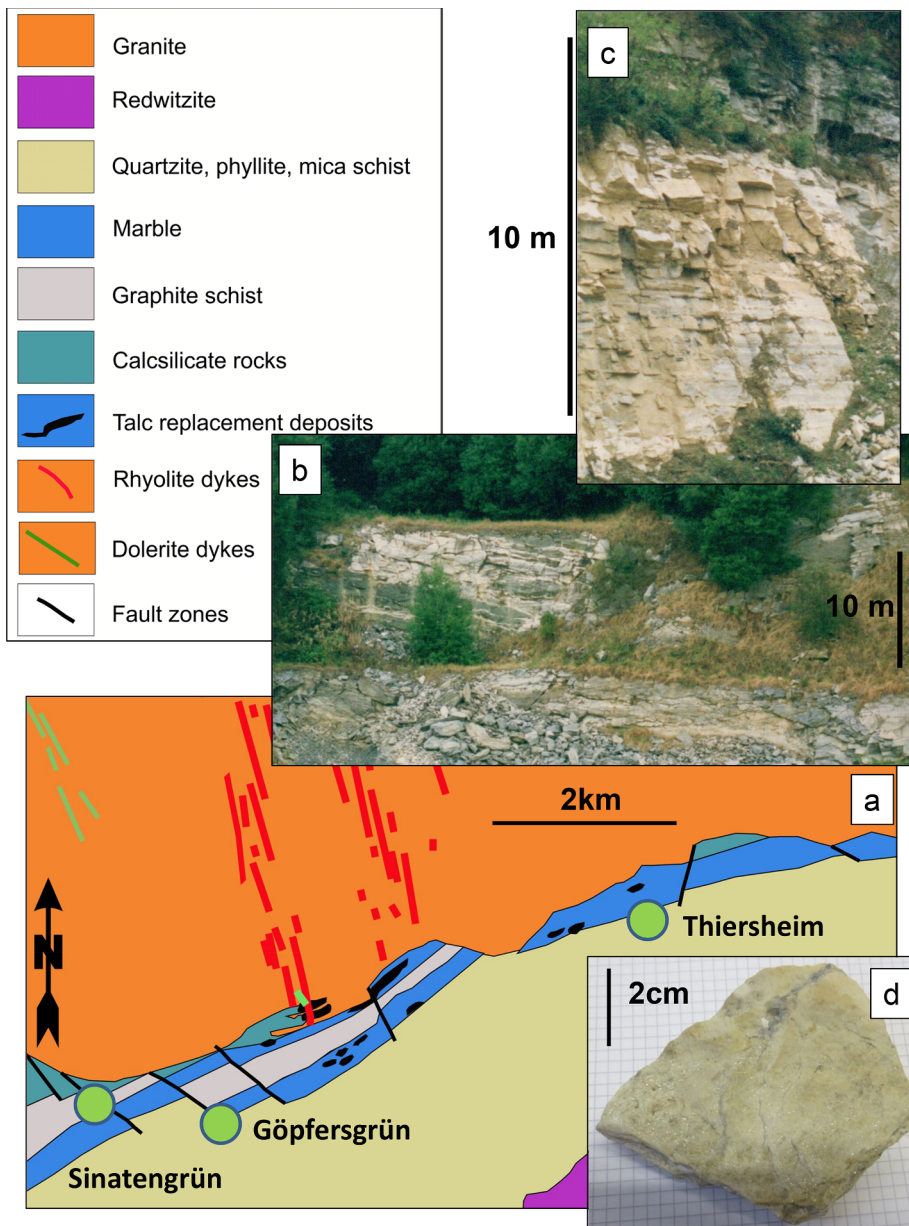 Granite
Redwitzite
Quartzite, phyllite, mica schist
Marble
Graphite schist
Calcsilicate rocks
Talc replacement deposits
Rhyolite dykes
Dolerite dykes
Fault zones
c
10 m
b
10 m
a
2km
N
Thiersheim
Göpfersgrün
Sinatengrün
d
2cm